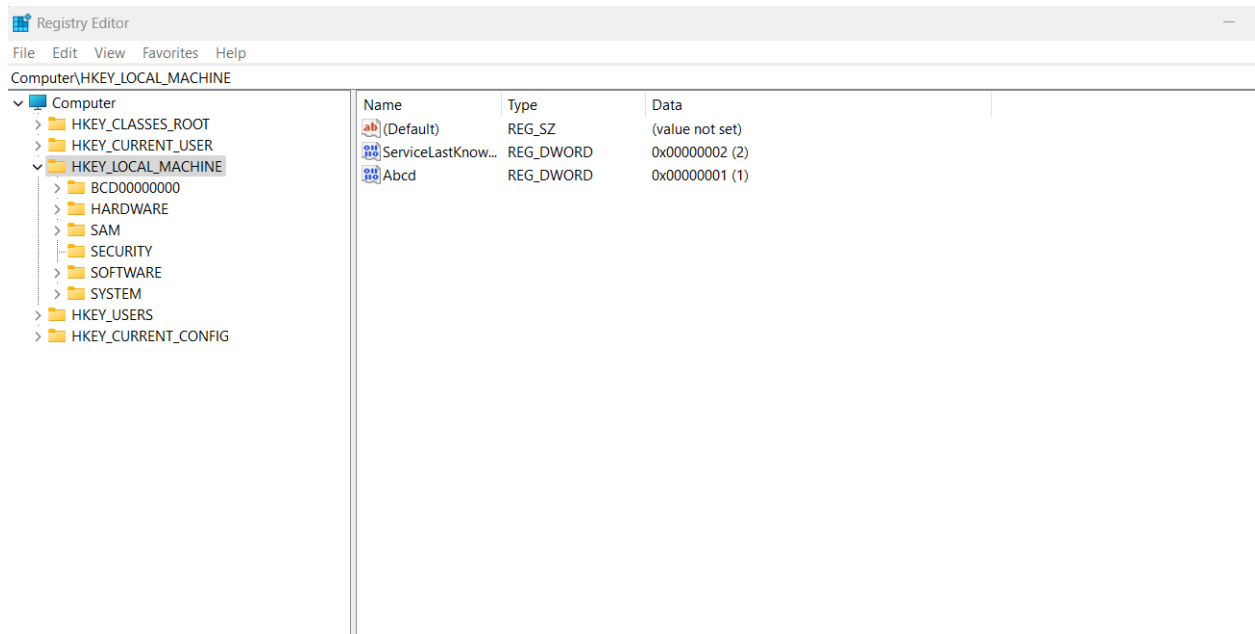 Registry Editor
File Edit View Favorites Help
Computer\HKEY_LOCAL_MACHINE
Computer
HKEY_CLASSES_ROOT
HKEY_CURRENT_USER
HKEY_LOCAL_MACHINE
BCD00000000
HARDWARE
SAM
SECURITY
SOFTWARE
SYSTEM
HKEY_USERS
HKEY_CURRENT_CONFIG
Name Type Data
(Default) REG_SZ (value not set)
ServiceLastKnow... REG_DWORD 0x00000002 (2)
Abcd REG_DWORD 0x00000001 (1)